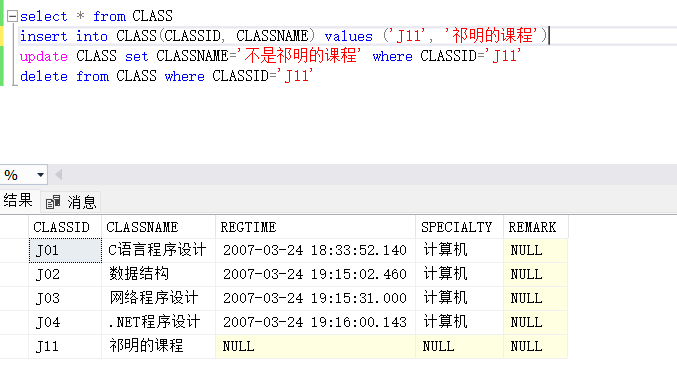 select * from CLASS
insert into CLASS(CLASSID, CLASSNAME) values ('J11', '祁明的课程')
update CLASS set CLASSNAME='不是祁明的课程' where CLASSID='J11'
delete from CLASS where CLASSID='J11'
%
结果 消息
CLASSID CLASSNAME REGTIME SPECIALTY REMARK
J01 C语言程序设计 2007-03-24 18:33:52.140 计算机 NULL
J02 数据结构 2007-03-24 19:15:02.460 计算机 NULL
J03 网络程序设计 2007-03-24 19:15:31.000 计算机 NULL
J04 .NET程序设计 2007-03-24 19:16:00.143 计算机 NULL
J11 祁明的课程 NULL NULL NULL